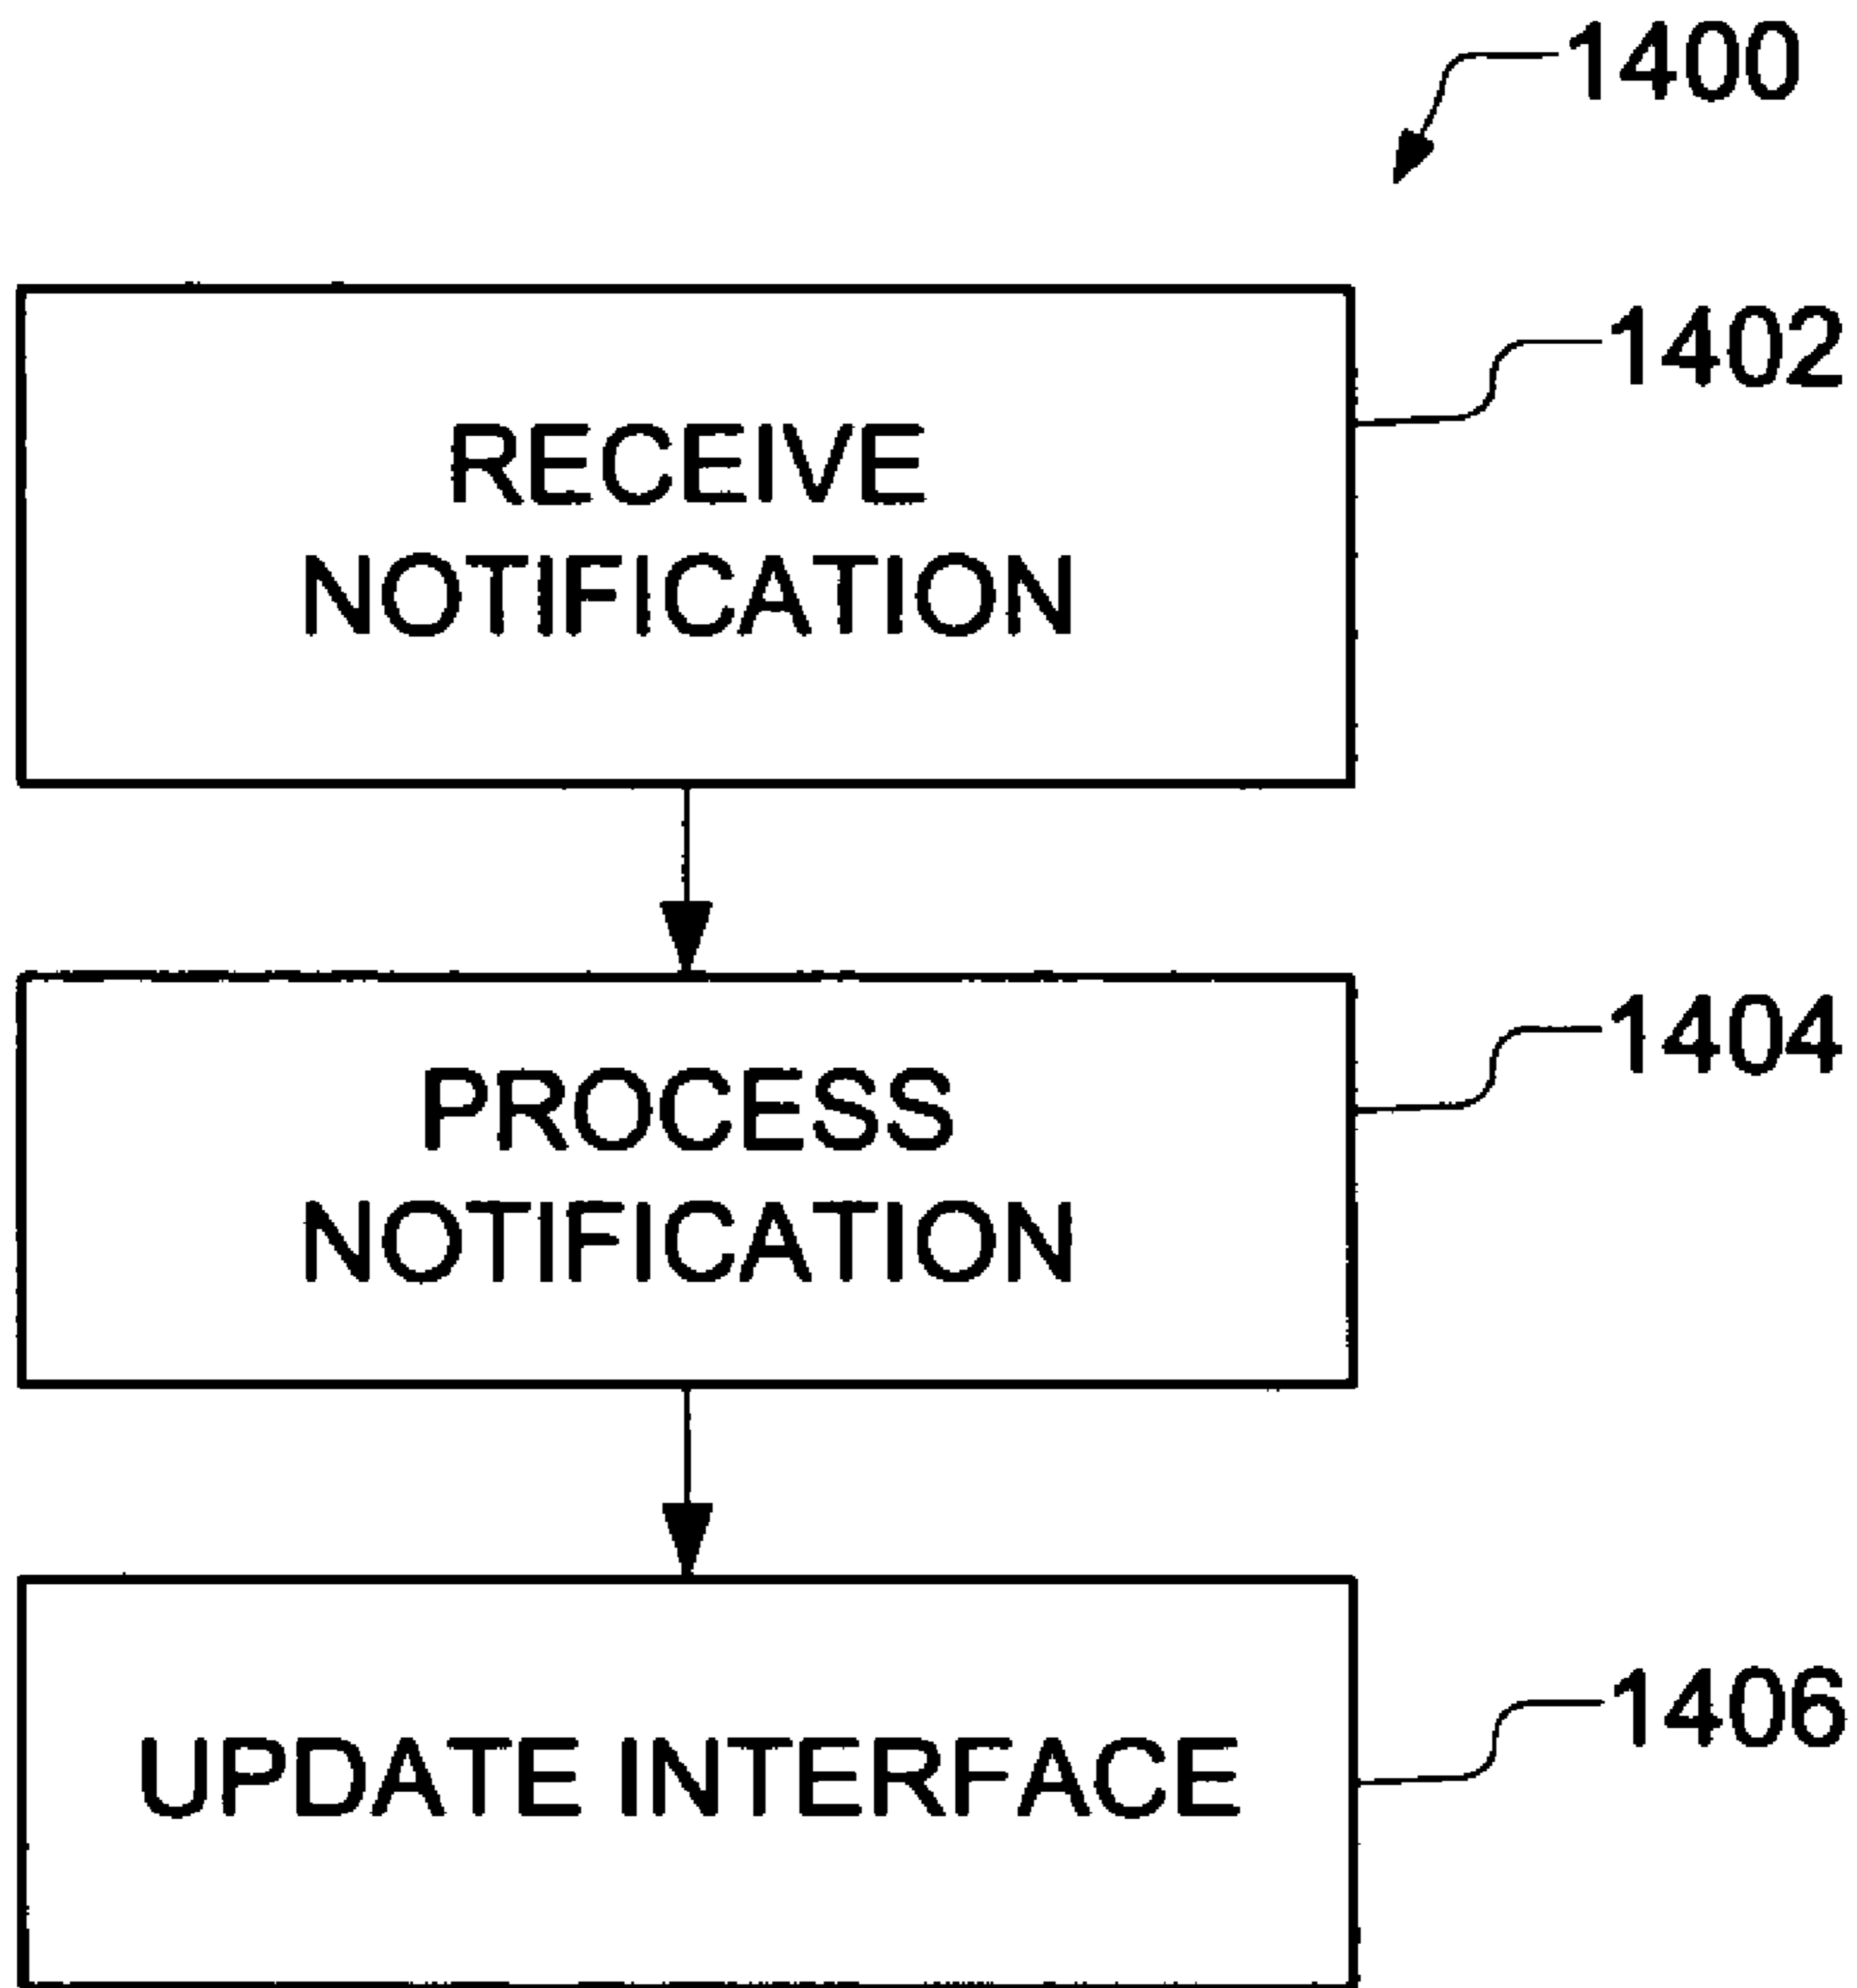 1400
1402
RECEIVE
NOTIFICATION
1404
PROCESS
NOTIFICATION
1406
UPDATE INTERFACE